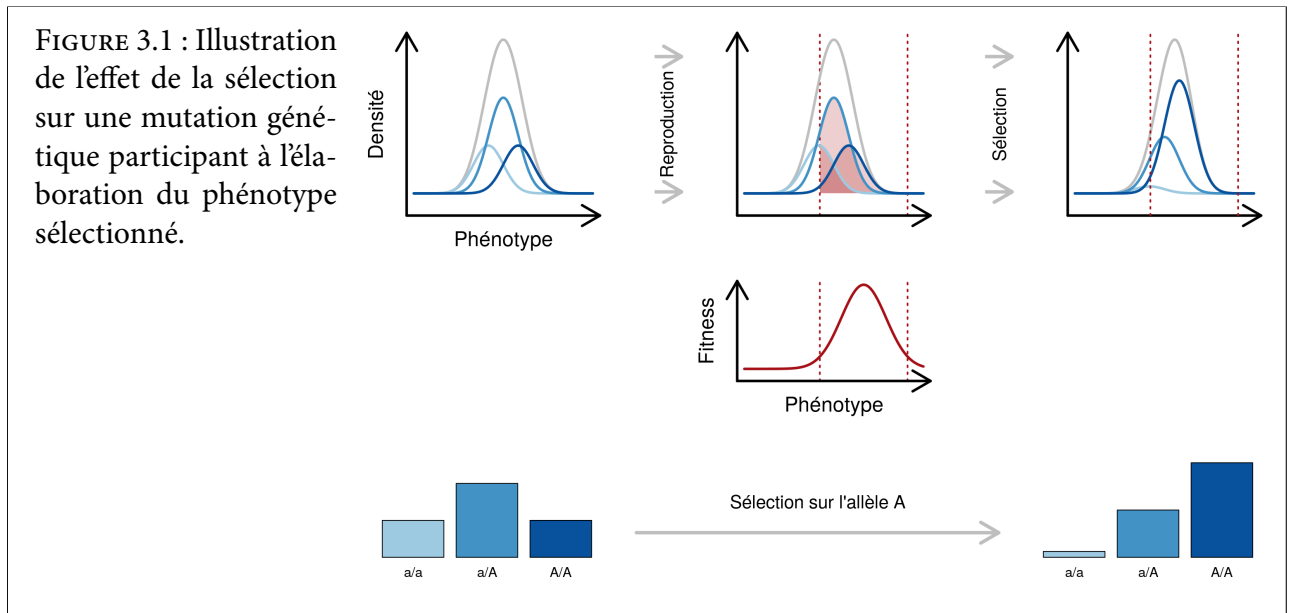 FIGURE 3.1 : Illustration
de l'effet de la sélection
sur une mutation géné-
tique participant à l'éla-
boration du phénotype
sélectionné.
Densité
Phénotype
Reproduction
Sélection
Fitness
Phénotype
Sélection sur l'allèle A
a/a a/A A/A
a/a a/A A/A